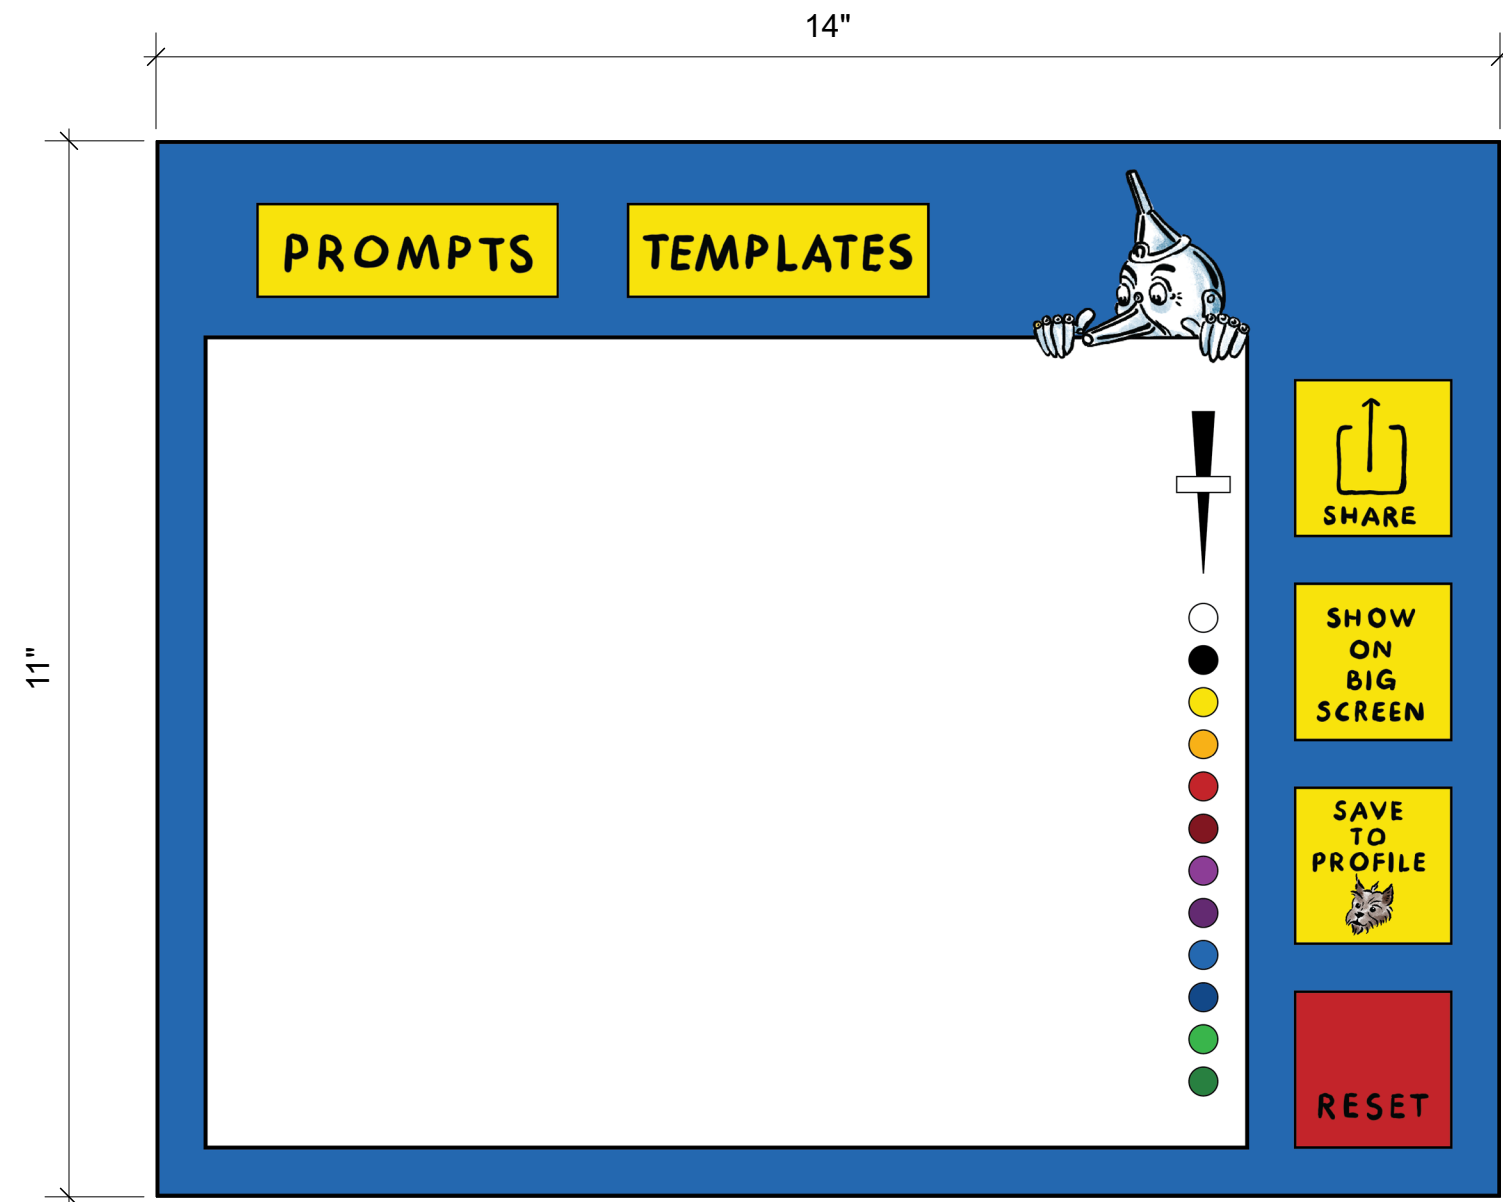 14"
11"
PROMPTS
TEMPLATES
SHARE
SHOW
ON
BIG
SCREEN
SAVE
TO
PROFILE
RESET